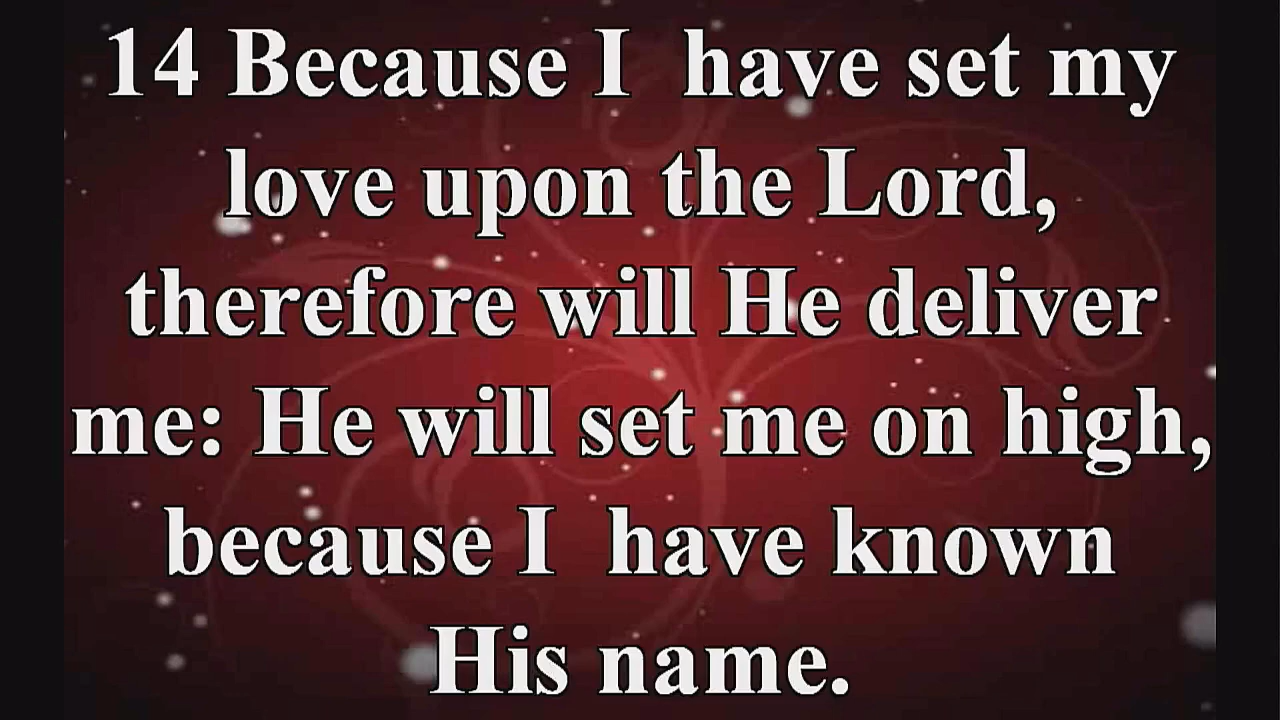 14 Because I  have set my
love upon the Lord,
therefore will He deliver
me: He will set me on high,
because I  have known
His name.